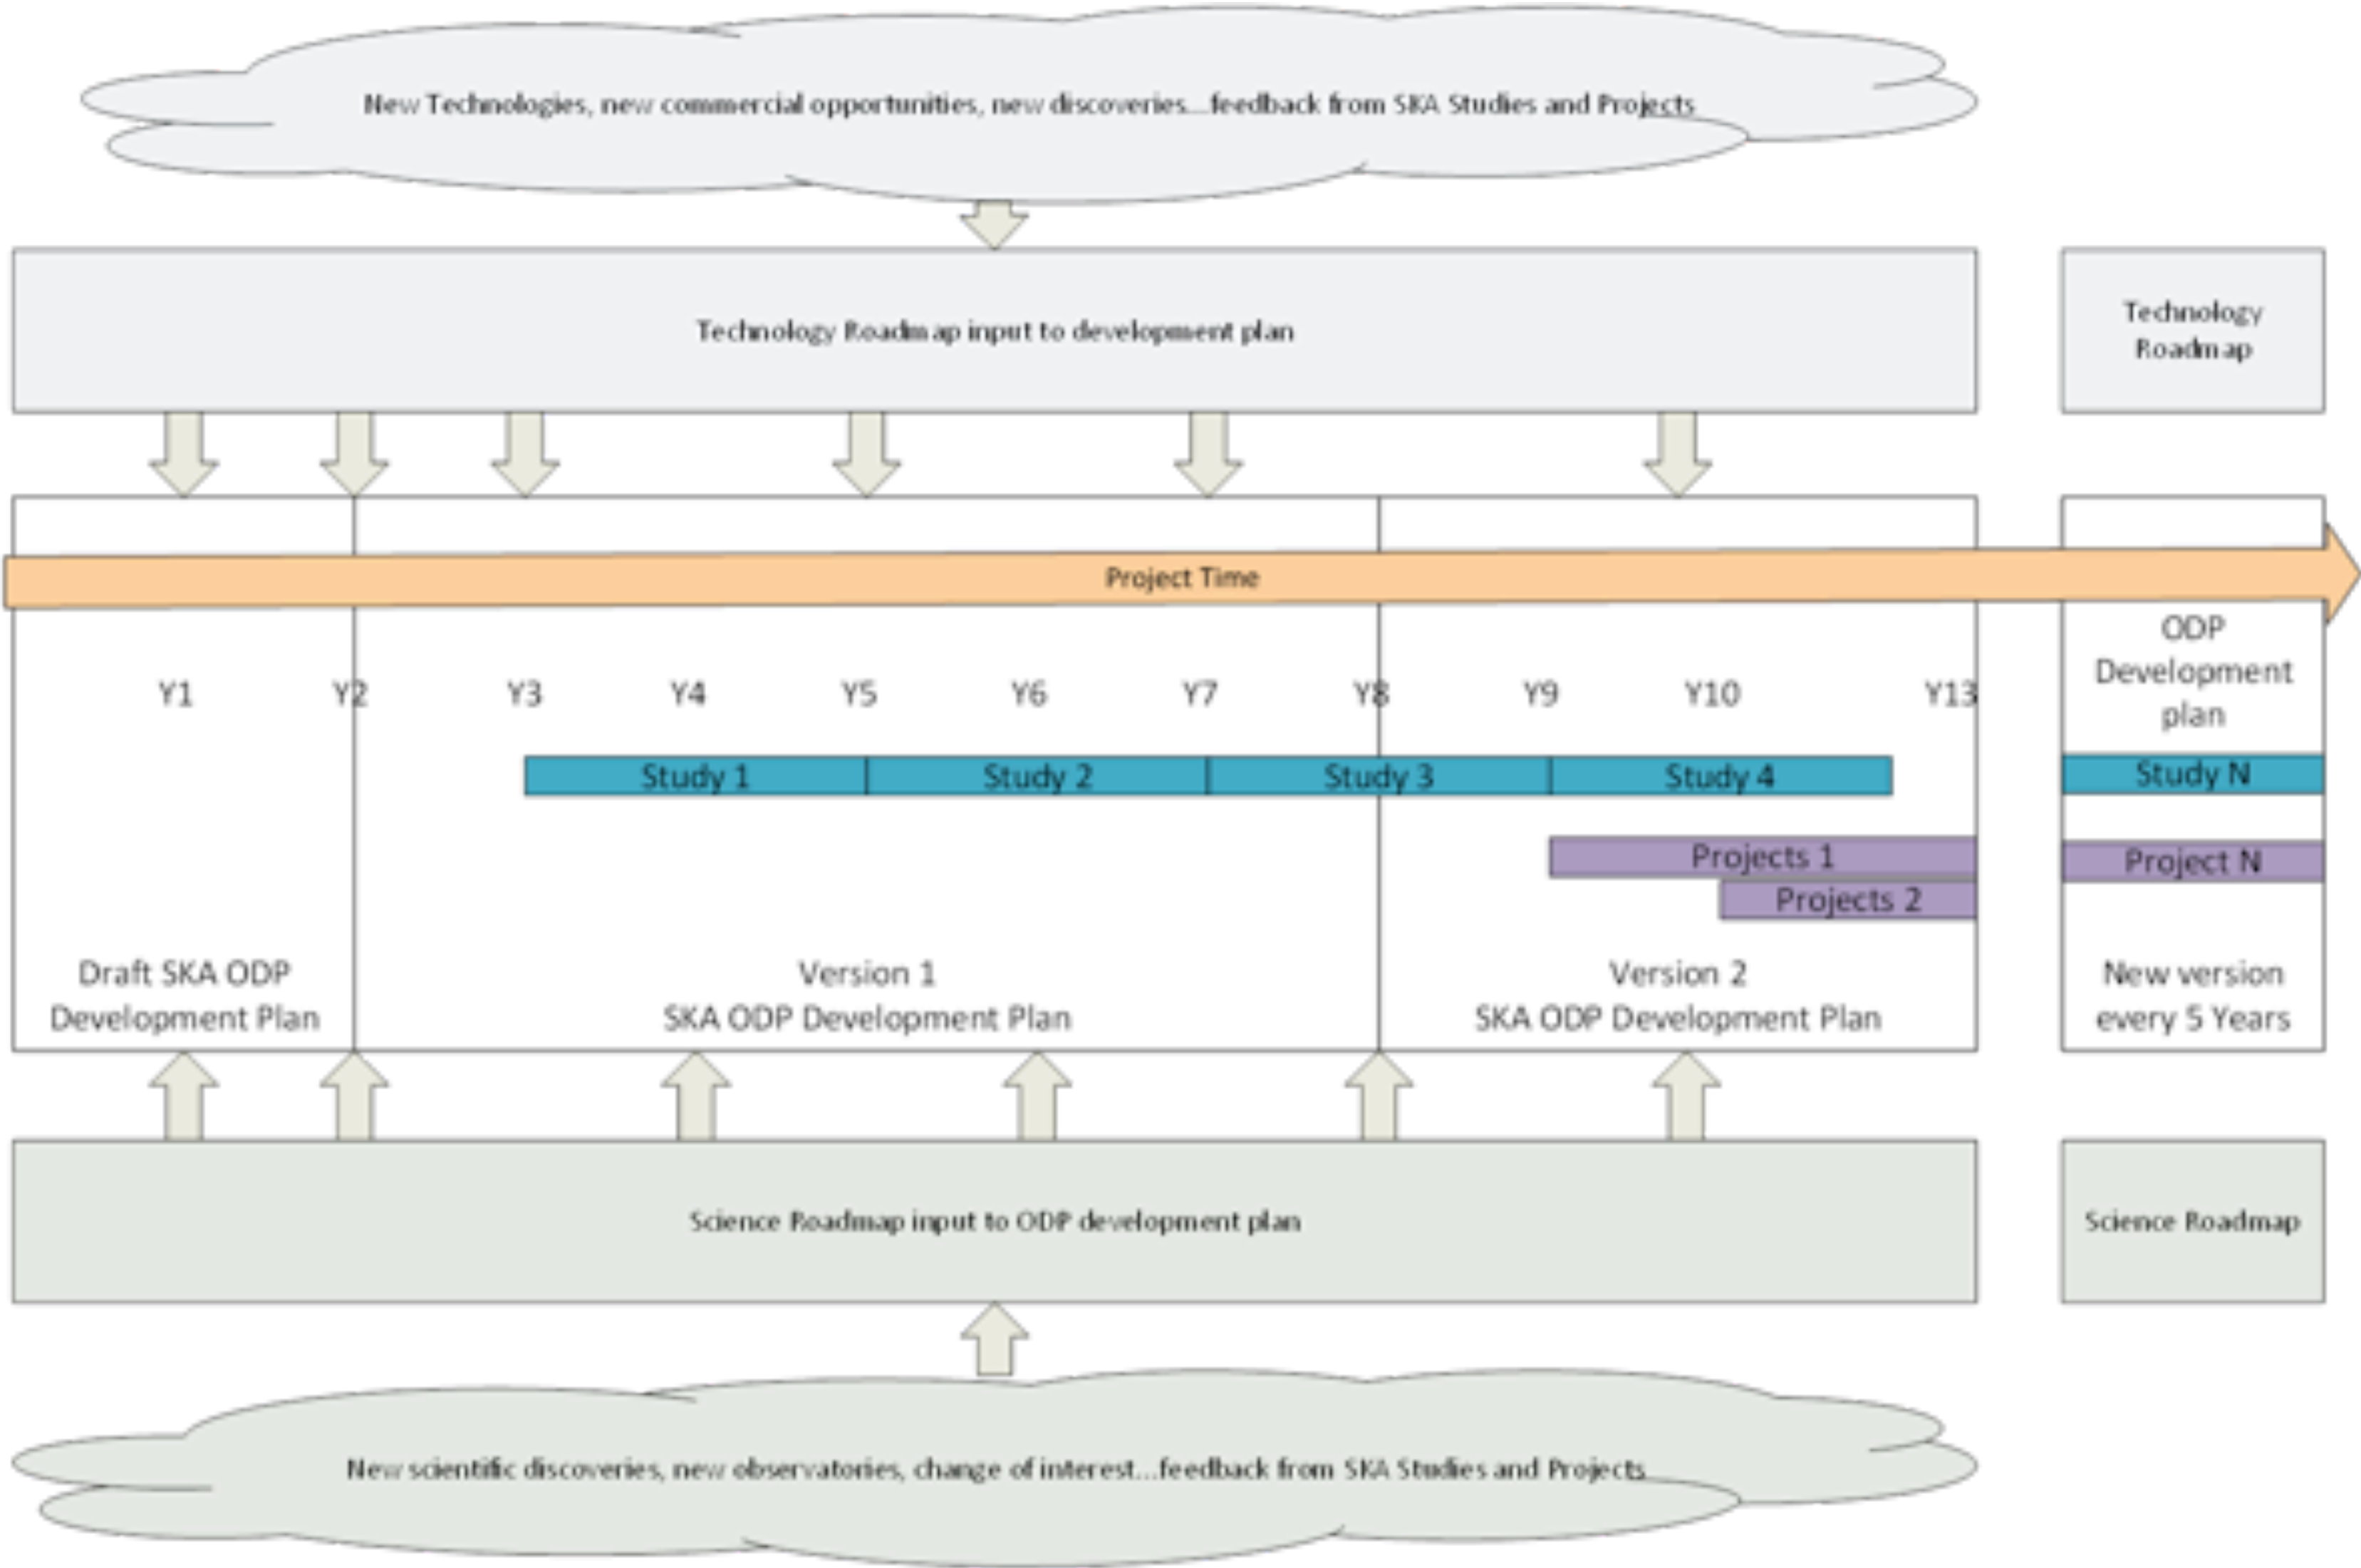 New Technologies, new commercial opportunities, new discoveries...feedback from SKA Studies and Projects
Technology Roadmap input to development plan
Technology
Roadmap
Project Time
Y1 Y2 Y3 Y4 Y5 Y6 Y7 Y8 Y9 Y10 Y13
ODP
Development
plan
Study 1 Study 2 Study 3 Study 4
Study N
Projects 1
Projects 2
Project N
Draft SKA ODP
Development Plan
Version 1
SKA ODP Development Plan
Version 2
SKA ODP Development Plan
New version
every 5 Years
Science Roadmap input to ODP development plan
Science Roadmap
New scientific discoveries, new observatories, change of interest...feedback from SKA Studies and Projects